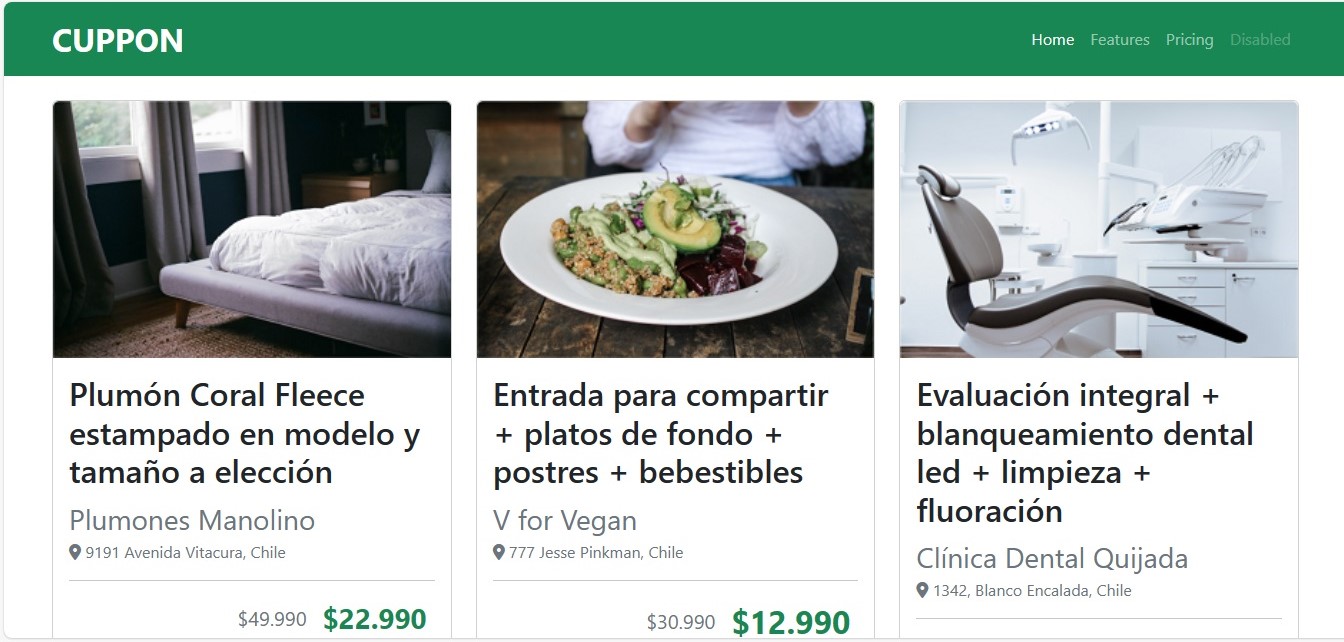 CUPPON
Home Features Pricing Disabled
Plumón Coral Fleece
estampado en modelo y
tamaño a elección
Plumones Manolino
9191 Avenida Vitacura, Chile
$49.990 $22.990
Entrada para compartir
+ platos de fondo +
postres + bebestibles
V for Vegan
777 Jesse Pinkman, Chile
$30.990 $12.990
Evaluación integral +
blanqueamiento dental
led + limpieza +
fluoración
Clínica Dental Quijada
1342, Blanco Encalada, Chile